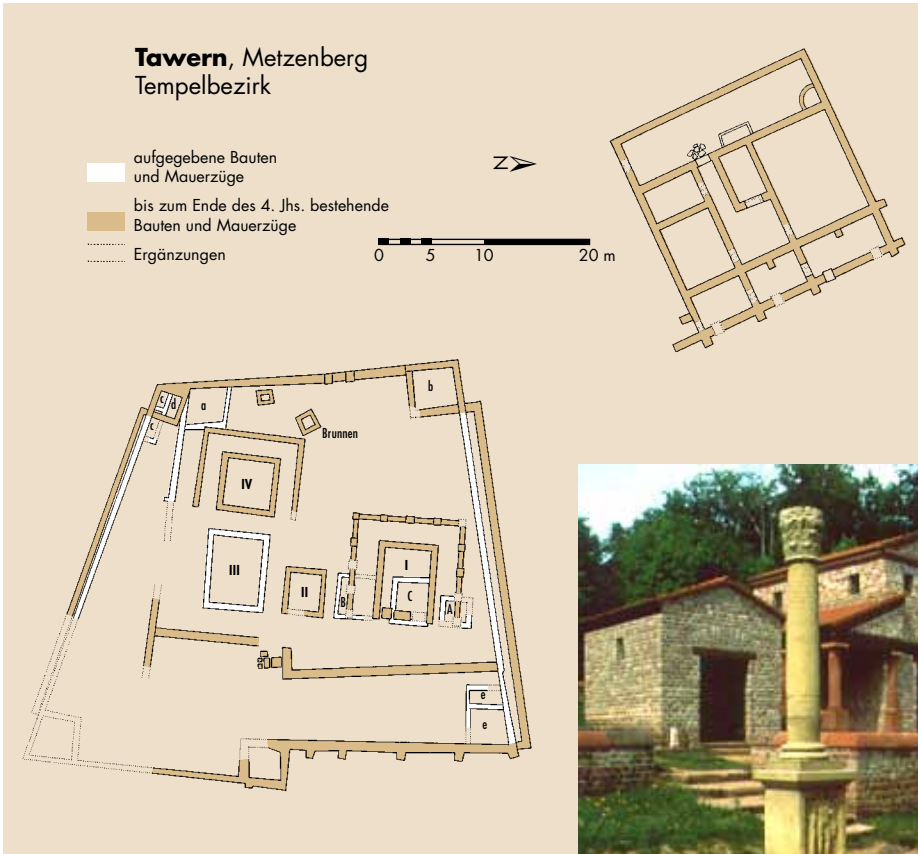 Tawern, Metzenberg
Tempelbezirk
aufgegebene Bauten
und Mauerzüge
bis zum Ende des 4. Jhs. bestehende
Bauten und Mauerzüge
Ergänzungen
N
0 5 10 20 m
b
c d a
c
Brunnen
IV
I
III
II
B C A
e
e